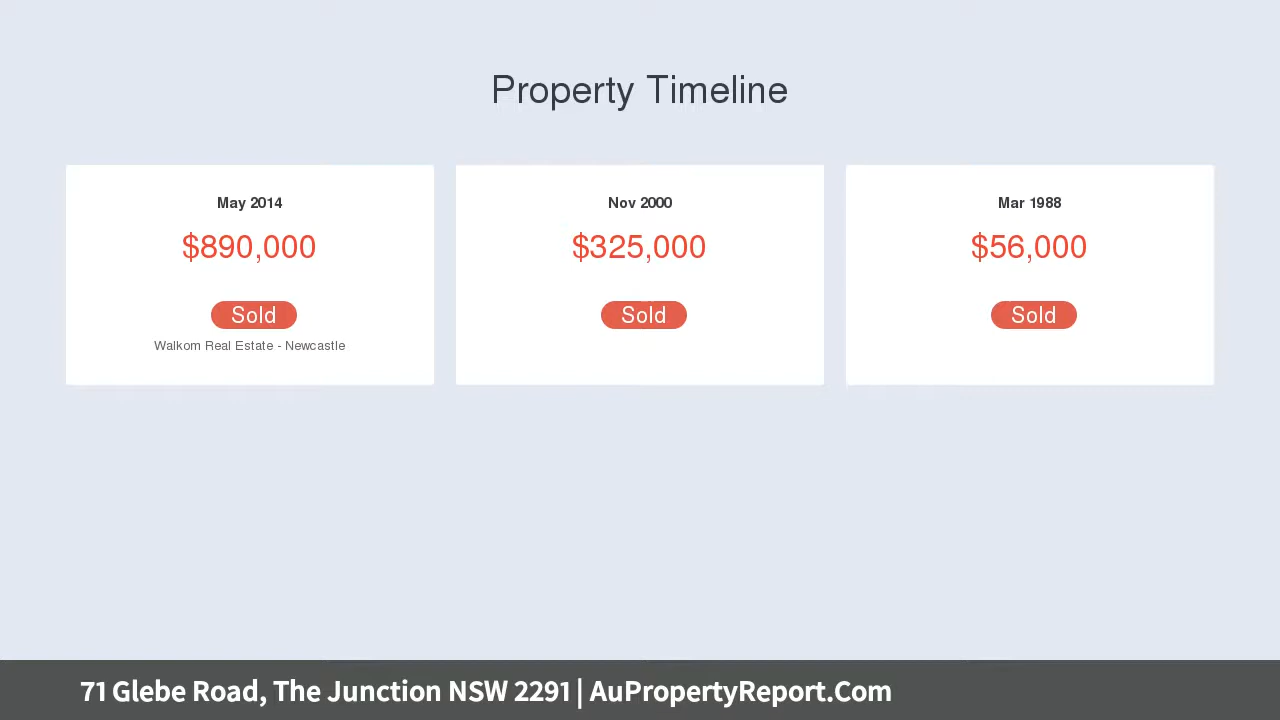 Property Timeline
May 2014
$890,000
Sold
Walkom Real Estate - Newcastle
Nov 2000
$325,000
Sold
Mar 1988
$56,000
Sold
71 Glebe Road, The Junction NSW 2291 | AuPropertyReport.Com